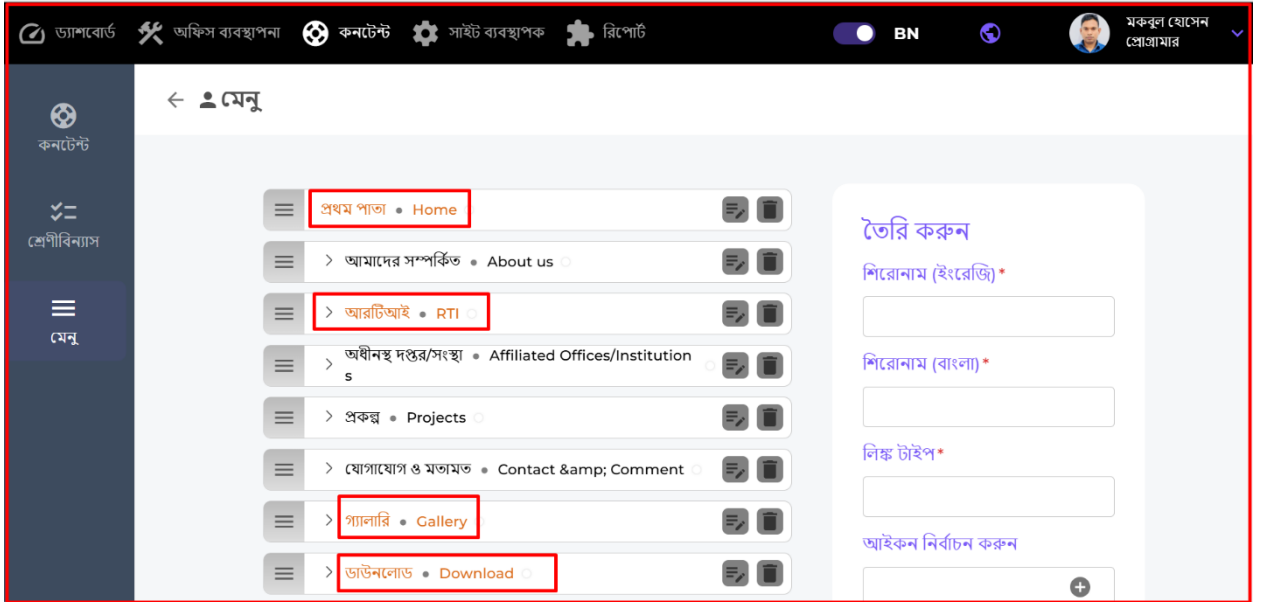 ড্যাশবোর্ড অফিস ব্যবস্থাপনা কনটেন্ট সাইট ব্যবস্থাপক রিপোর্ট BN মকবুল হোসেন
প্রোগ্রামার
মেনু
কনটেন্ট
শ্রেণীবিন্যাস
মেনু
প্রথম পাতা • Home
আমাদের সম্পর্কিত • About us
আরটিআই • RTI
অধীনস্থ দপ্তর/সংস্থা • Affiliated Offices/Institution
s
প্রকল্প • Projects
যোগাযোগ ও মতামত • Contact &amp; Comment
গ্যালারি • Gallery
ডাউনলোড • Download
তৈরি করুন
শিরোনাম (ইংরেজি) *
শিরোনাম (বাংলা) *
লিঙ্ক টাইপ *
আইকন নির্বাচন করুন